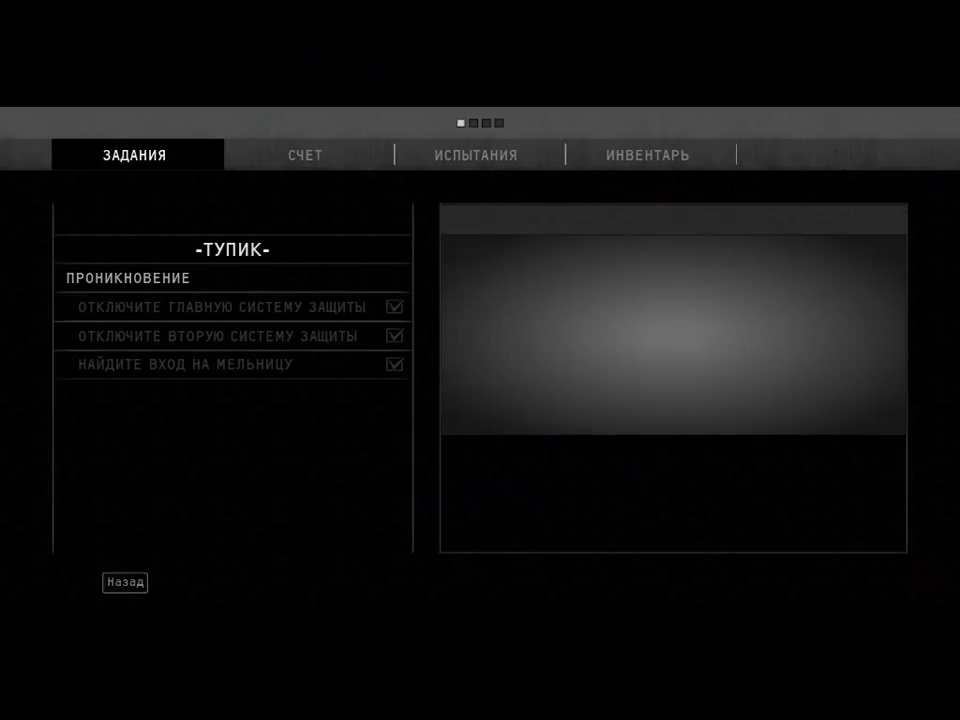 ЗАДАНИЯ
СЧЕТ
ИСПЫТАНИЯ
ИНВЕНТАРЬ
-ТУПИК-
ПРОНИКНОВЕНИЕ
ОТКЛЮЧИТЕ ГЛАВНУЮ СИСТЕМУ ЗАЩИТЫ
ОТКЛЮЧИТЕ ВТОРУЮ СИСТЕМУ ЗАЩИТЫ
НАЙДИТЕ ВХОД НА МЕЛЬНИЦУ
Назад